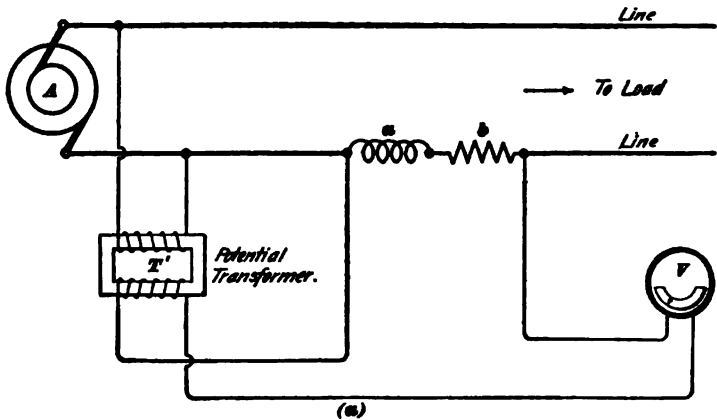 Line
A
To Load
a
b
Line
T'
Potential
Transformer.
V
(a)